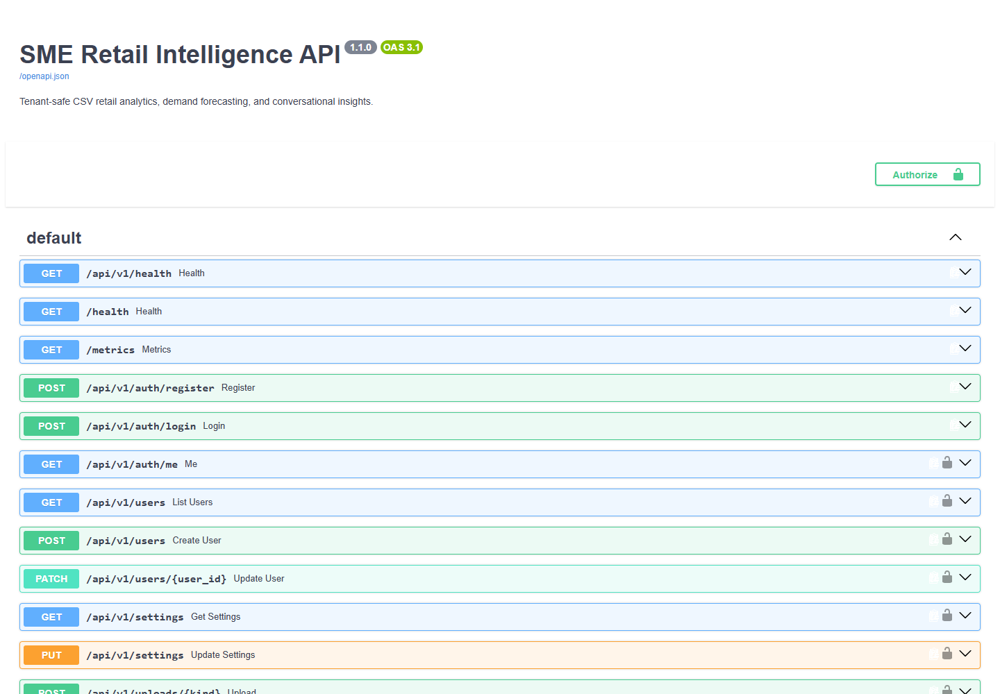 SME Retail Intelligence API 1.1.0 OAS 3.1
/openapi.json
Tenant-safe CSV retail analytics, demand forecasting, and conversational insights.
Authorize
default
GET /api/v1/health Health
GET /health Health
GET /metrics Metrics
POST /api/v1/auth/register Register
POST /api/v1/auth/login Login
GET /api/v1/auth/me Me
GET /api/v1/users List Users
POST /api/v1/users Create User
PATCH /api/v1/users/{user_id} Update User
GET /api/v1/settings Get Settings
PUT /api/v1/settings Update Settings
POST /api/v1/uploads/{kind} Upload